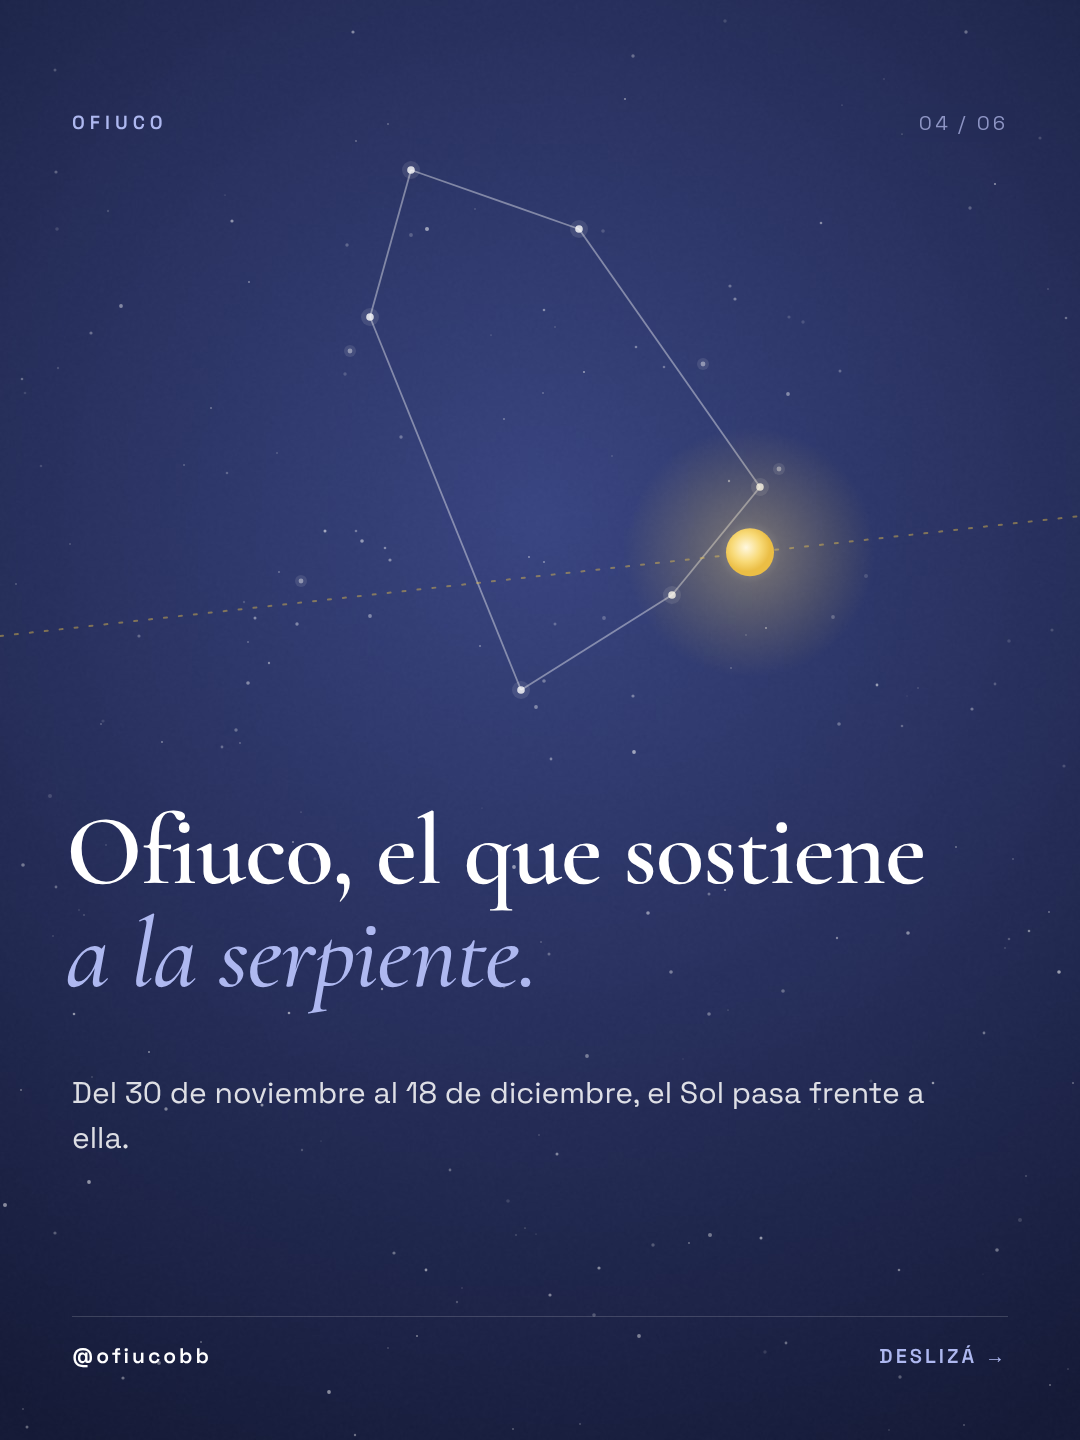 OFIUCO
04 / 06
Ofiuco, el que sostiene
a la serpiente.
Del 30 de noviembre al 18 de diciembre, el Sol pasa frente a
ella.
@ofiucobb
DESLIZÁ →